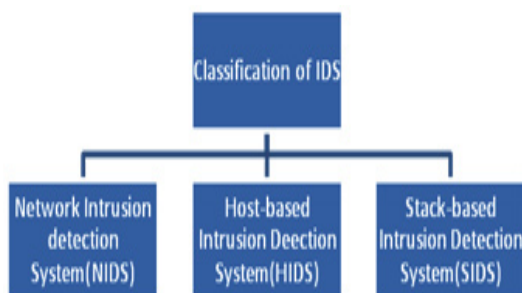 Classification of IDS
Network Intrusion
detection
System(NIDS)
Host-based
Intrusion Deection
System(HIDS)
Stack-based
Intrusion Detection
System(SIDS)